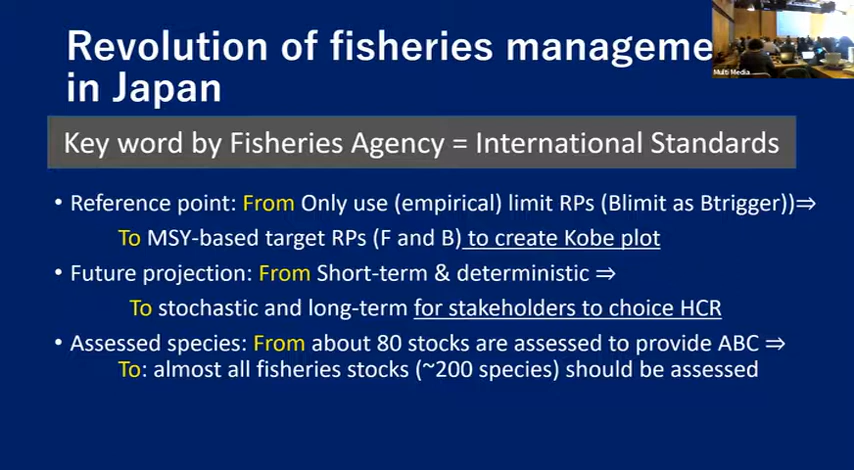 Revolution of fisheries manageme
in Japan
Multi Media
Key word by Fisheries Agency = International Standards
• Reference point: From Only use (empirical) limit RPs (Blimit as Btrigger))⇒
To MSY-based target RPs (F and B) to create Kobe plot
• Future projection: From Short-term & deterministic ⇒
To stochastic and long-term for stakeholders to choice HCR
• Assessed species: From about 80 stocks are assessed to provide ABC ⇒
To: almost all fisheries stocks (~200 species) should be assessed